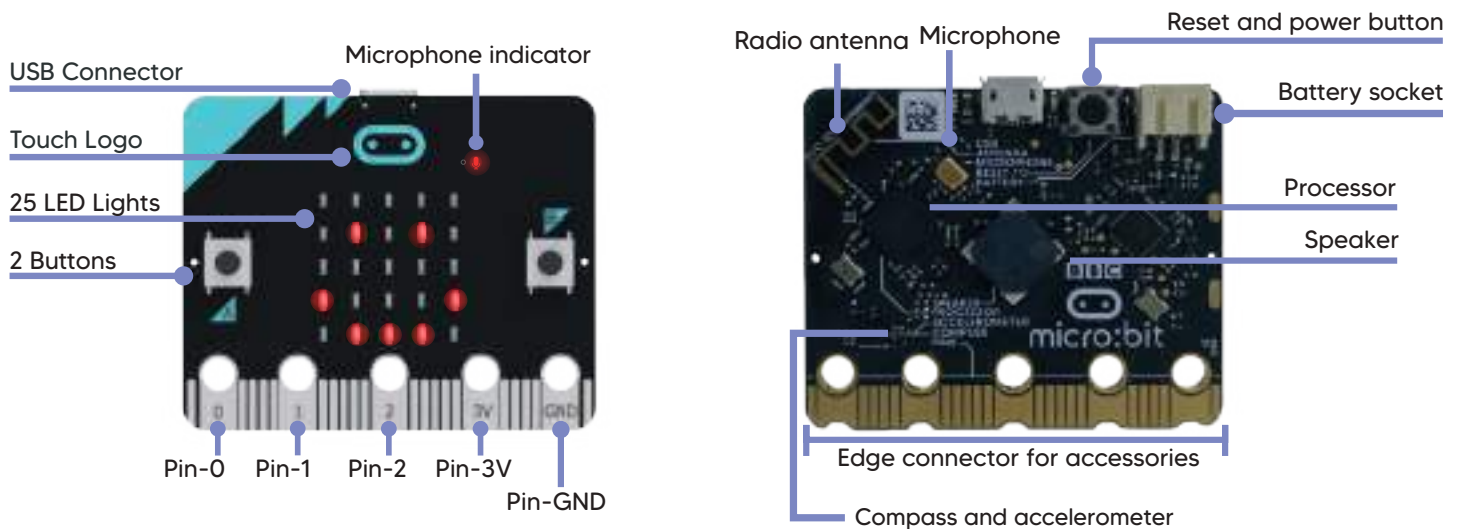 USB Connector
Microphone indicator
Touch Logo
25 LED Lights
2 Buttons
0 1 2 3V GND
Pin-0 Pin-1 Pin-2 Pin-3V
Pin-GND
Radio antenna
Microphone
Reset and power button
Battery socket
Processor
Speaker
BBC
micro:bit
Edge connector for accessories
Compass and accelerometer